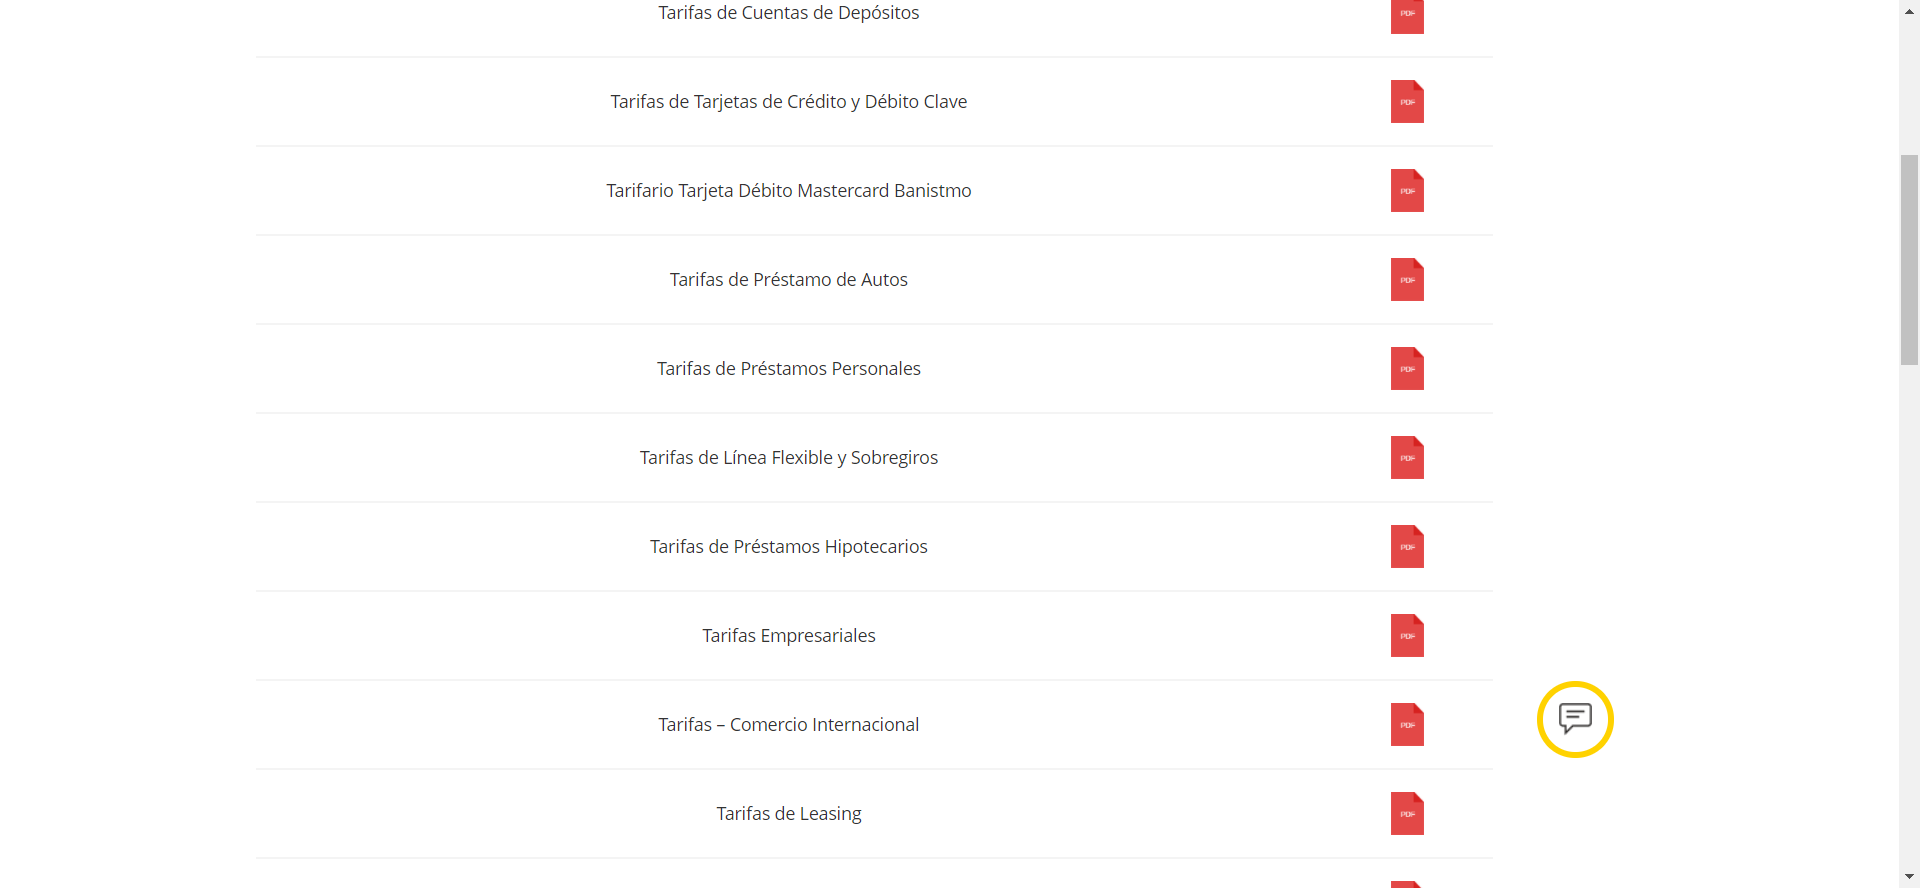 Tarifas de Cuentas de Depósitos PDF
Tarifas de Tarjetas de Crédito y Débito Clave PDF
Tarifario Tarjeta Débito Mastercard Banistmo PDF
Tarifas de Préstamo de Autos PDF
Tarifas de Préstamos Personales PDF
Tarifas de Línea Flexible y Sobregiros PDF
Tarifas de Préstamos Hipotecarios PDF
Tarifas Empresariales PDF
Tarifas – Comercio Internacional PDF
Tarifas de Leasing PDF